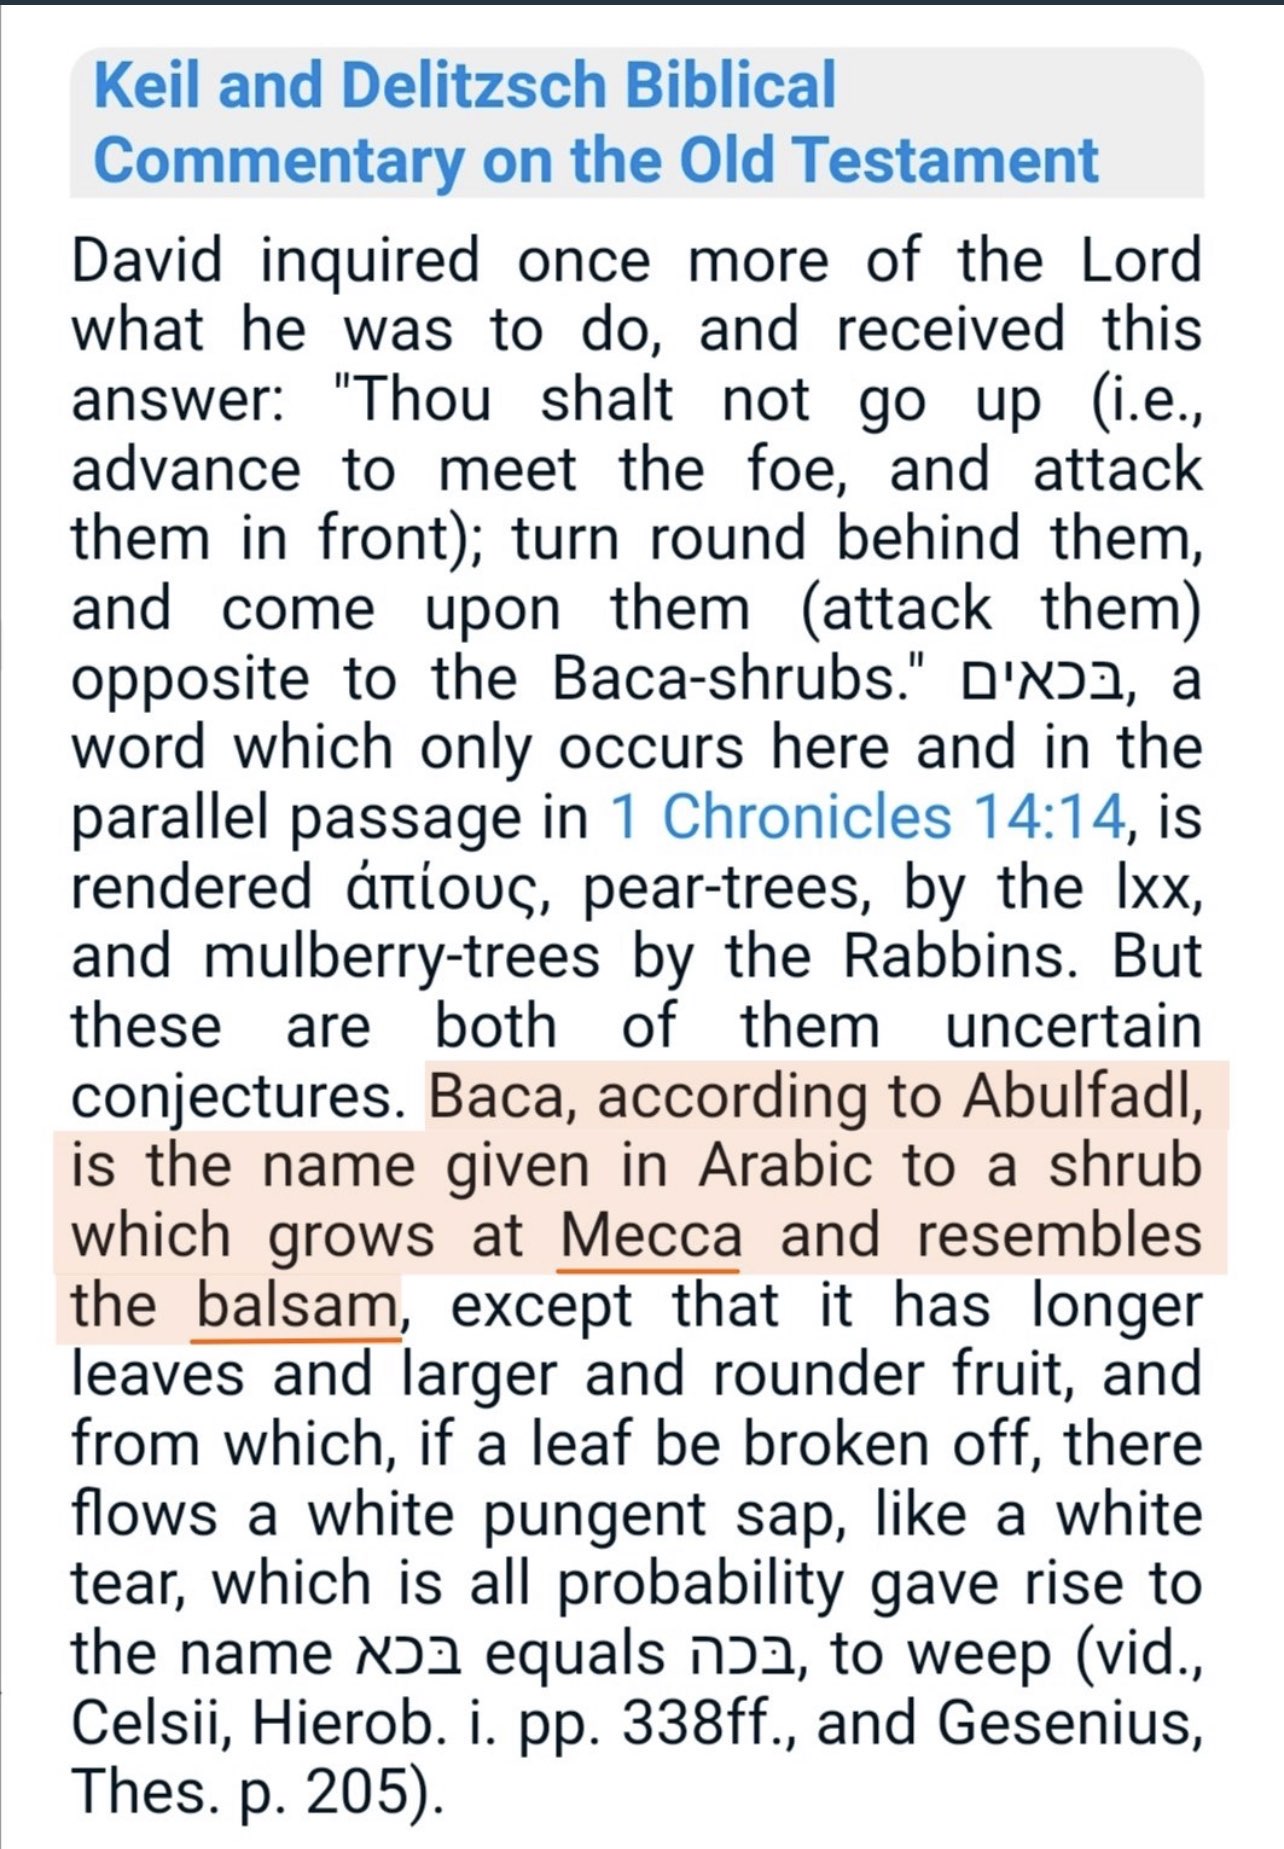 Keil and Delitzsch Biblical
Commentary on the Old Testament
David inquired once more of the Lord
what he was to do, and received this
answer: "Thou shalt not go up (i.e.,
advance to meet the foe, and attack
them in front); turn round behind them,
and come upon them (attack them)
opposite to the Baca-shrubs." בּכאים, a
word which only occurs here and in the
parallel passage in 1 Chronicles 14:14, is
rendered ἀπίους, pear-trees, by the lxx,
and mulberry-trees by the Rabbins. But
these are both of them uncertain
conjectures. Baca, according to Abulfadl,
is the name given in Arabic to a shrub
which grows at Mecca and resembles
the balsam, except that it has longer
leaves and larger and rounder fruit, and
from which, if a leaf be broken off, there
flows a white pungent sap, like a white
tear, which is all probability gave rise to
the name בּכא equals בּכה, to weep (vid.,
Celsii, Hierob. i. pp. 338ff., and Gesenius,
Thes. p. 205).